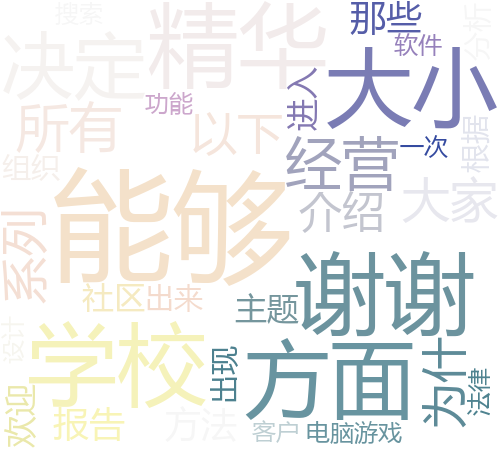 搜索
精华
那些
分析
决定
软件
功能
进入
大小
所有
以下
根据
经营
一次
组织
能够
介绍
大家
系列
社区
出来
主题
谢谢
设计
学校
出现
方面
为什
法律
欢迎
报告
方法
客户
电脑游戏